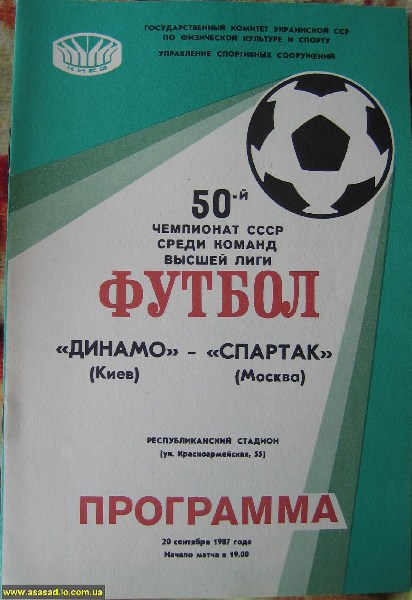 ГОСУДАРСТВЕННЫЙ КОМИТЕТ УКРАИНСКОЙ ССР
ПО ФИЗИЧЕСКОЙ КУЛЬТУРЕ И СПОРТУ
УПРАВЛЕНИЕ СПОРТИВНЫХ СООРУЖЕНИЙ
КИЕВ
50-й
ЧЕМПИОНАТ СССР
СРЕДИ КОМАНД
ВЫСШЕЙ ЛИГИ
ФУТБОЛ
«ДИНАМО» - «СПАРТАК»
(Киев) (Москва)
РЕСПУБЛИКАНСКИЙ СТАДИОН
(ул. Красноармейская, 55)
ПРОГРАММА
20 сентября 1987 года
Начало матча в 19.00
www.asasad.io.com.ua